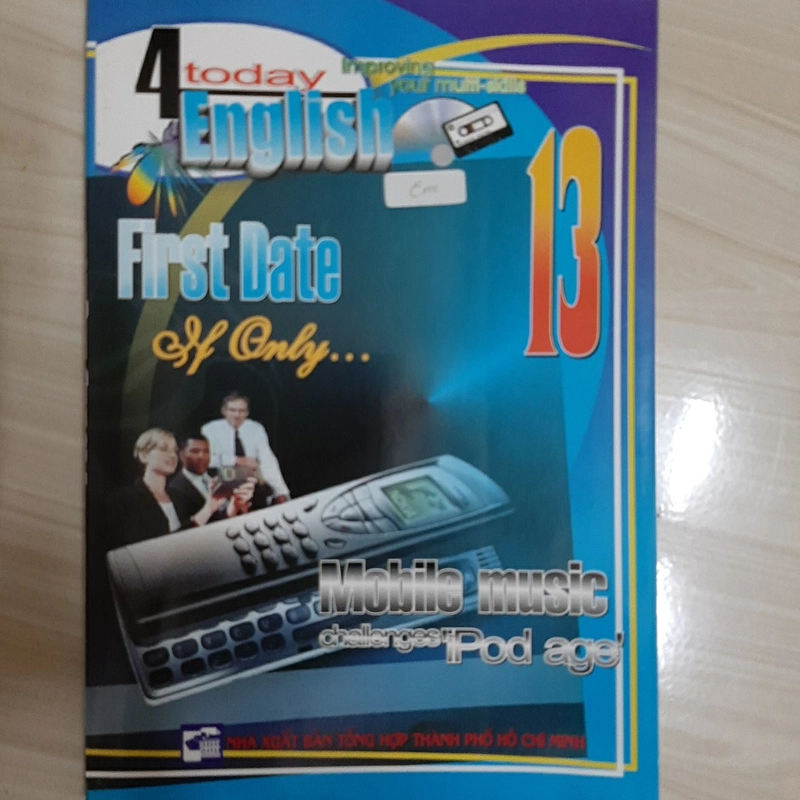 4 today
Improving
your multi-skills
English
13
First Date
If Only...
Mobile music
challenges 'iPod age'
NHÀ XUẤT BẢN TỔNG HỢP THÀNH PHỐ HỒ CHÍ MINH